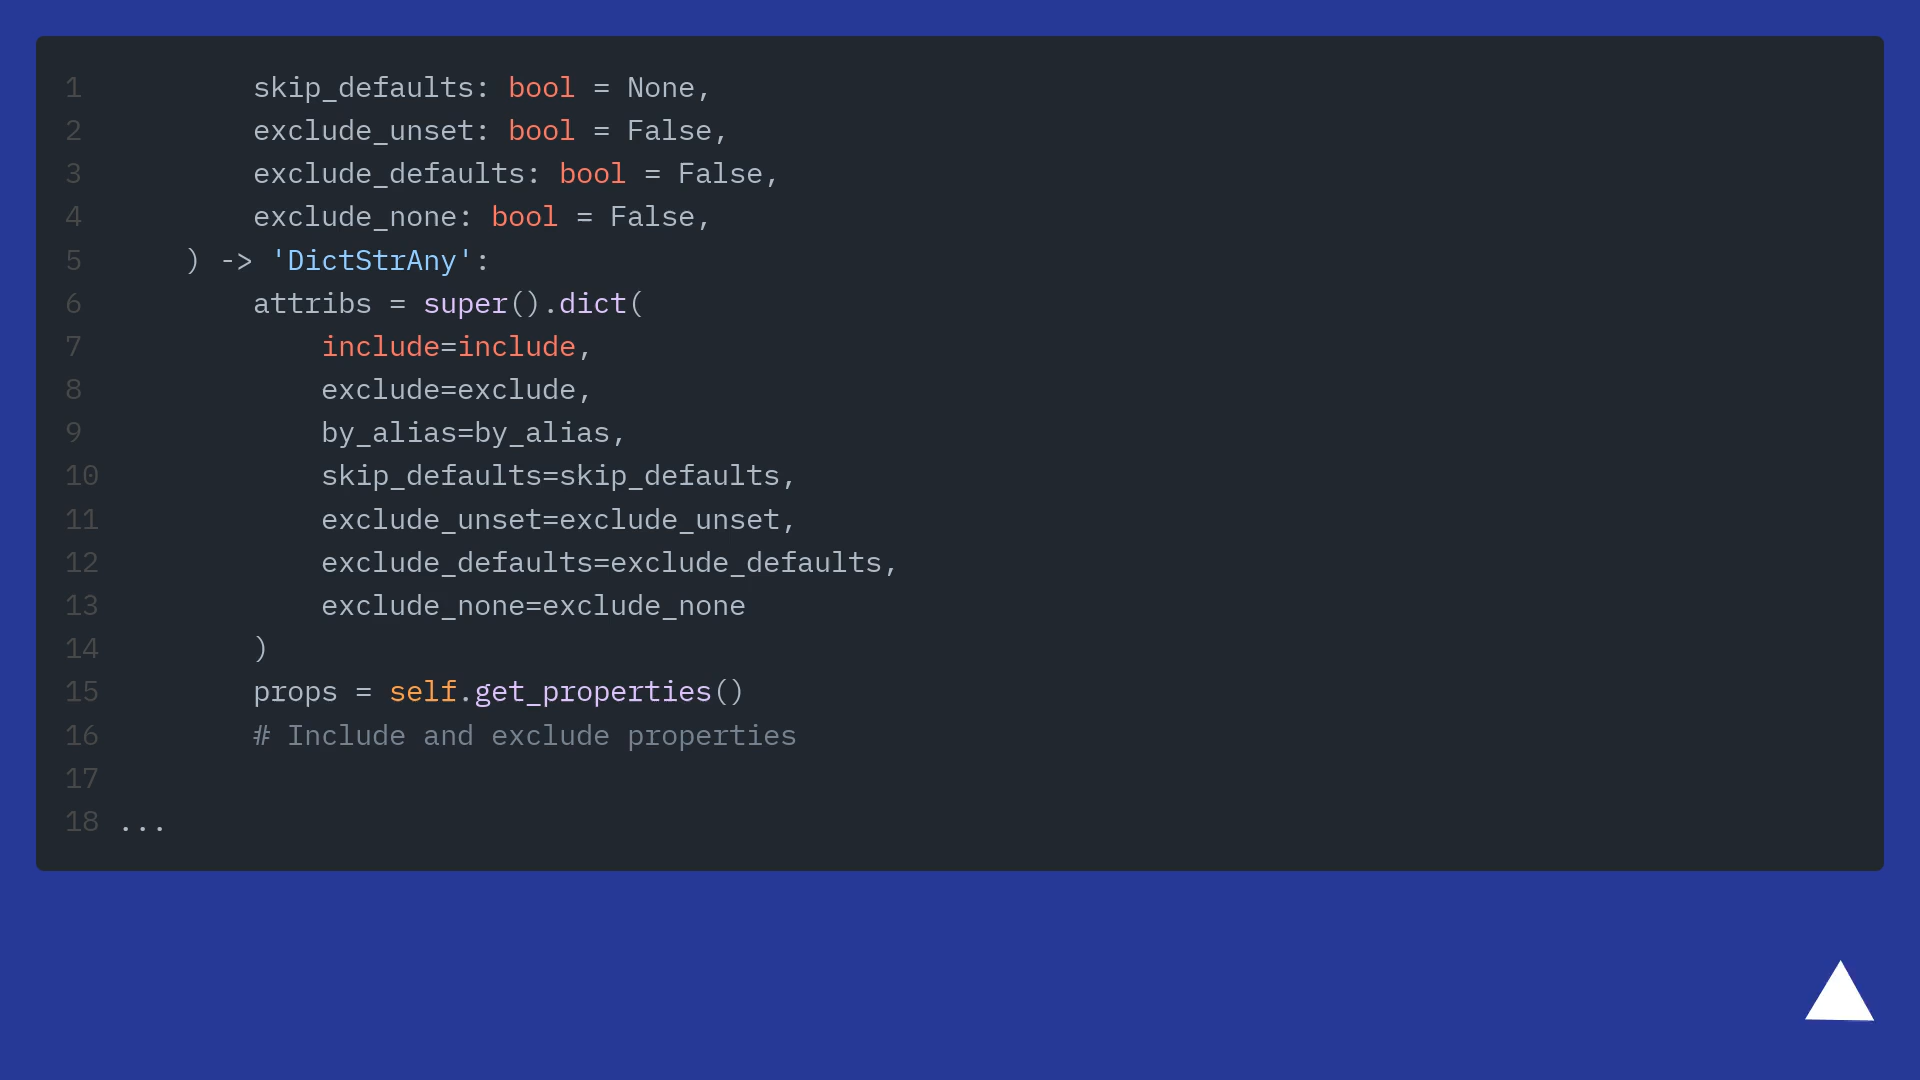 1 skip_defaults: bool = None,
2 exclude_unset: bool = False,
3 exclude_defaults: bool = False,
4 exclude_none: bool = False,
5 ) -> 'DictStrAny':
6 attribs = super().dict(
7 include=include,
8 exclude=exclude,
9 by_alias=by_alias,
10 skip_defaults=skip_defaults,
11 exclude_unset=exclude_unset,
12 exclude_defaults=exclude_defaults,
13 exclude_none=exclude_none
14 )
15 props = self.get_properties()
16 # Include and exclude properties
17
18 ...